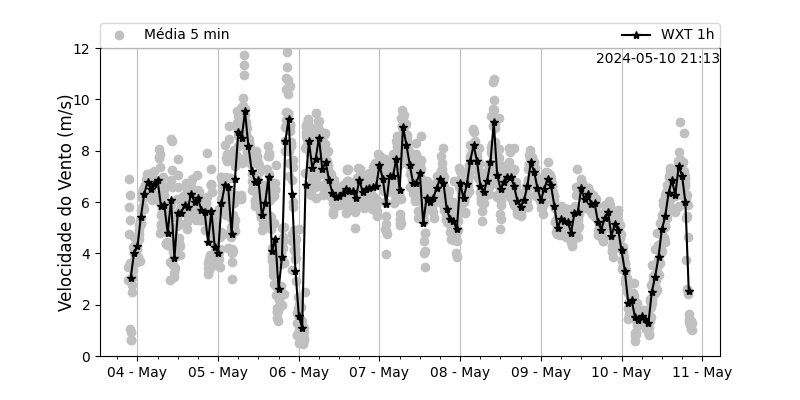 Média 5 min
WXT 1h
2024-05-10 21:13
Velocidade do Vento (m/s)
12
10
8
6
4
2
0
04 - May
05 - May
06 - May
07 - May
08 - May
09 - May
10 - May
11 - May